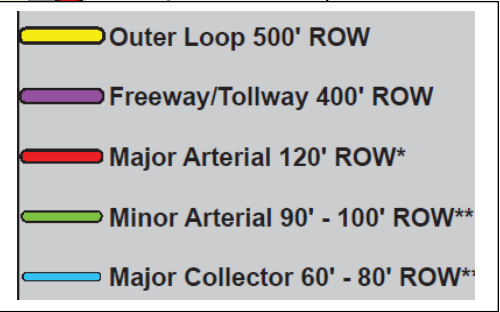 Outer Loop 500' ROW
Freeway/Tollway 400' ROW
Major Arterial 120' ROW*
Minor Arterial 90' - 100' ROW**
Major Collector 60' - 80' ROW**